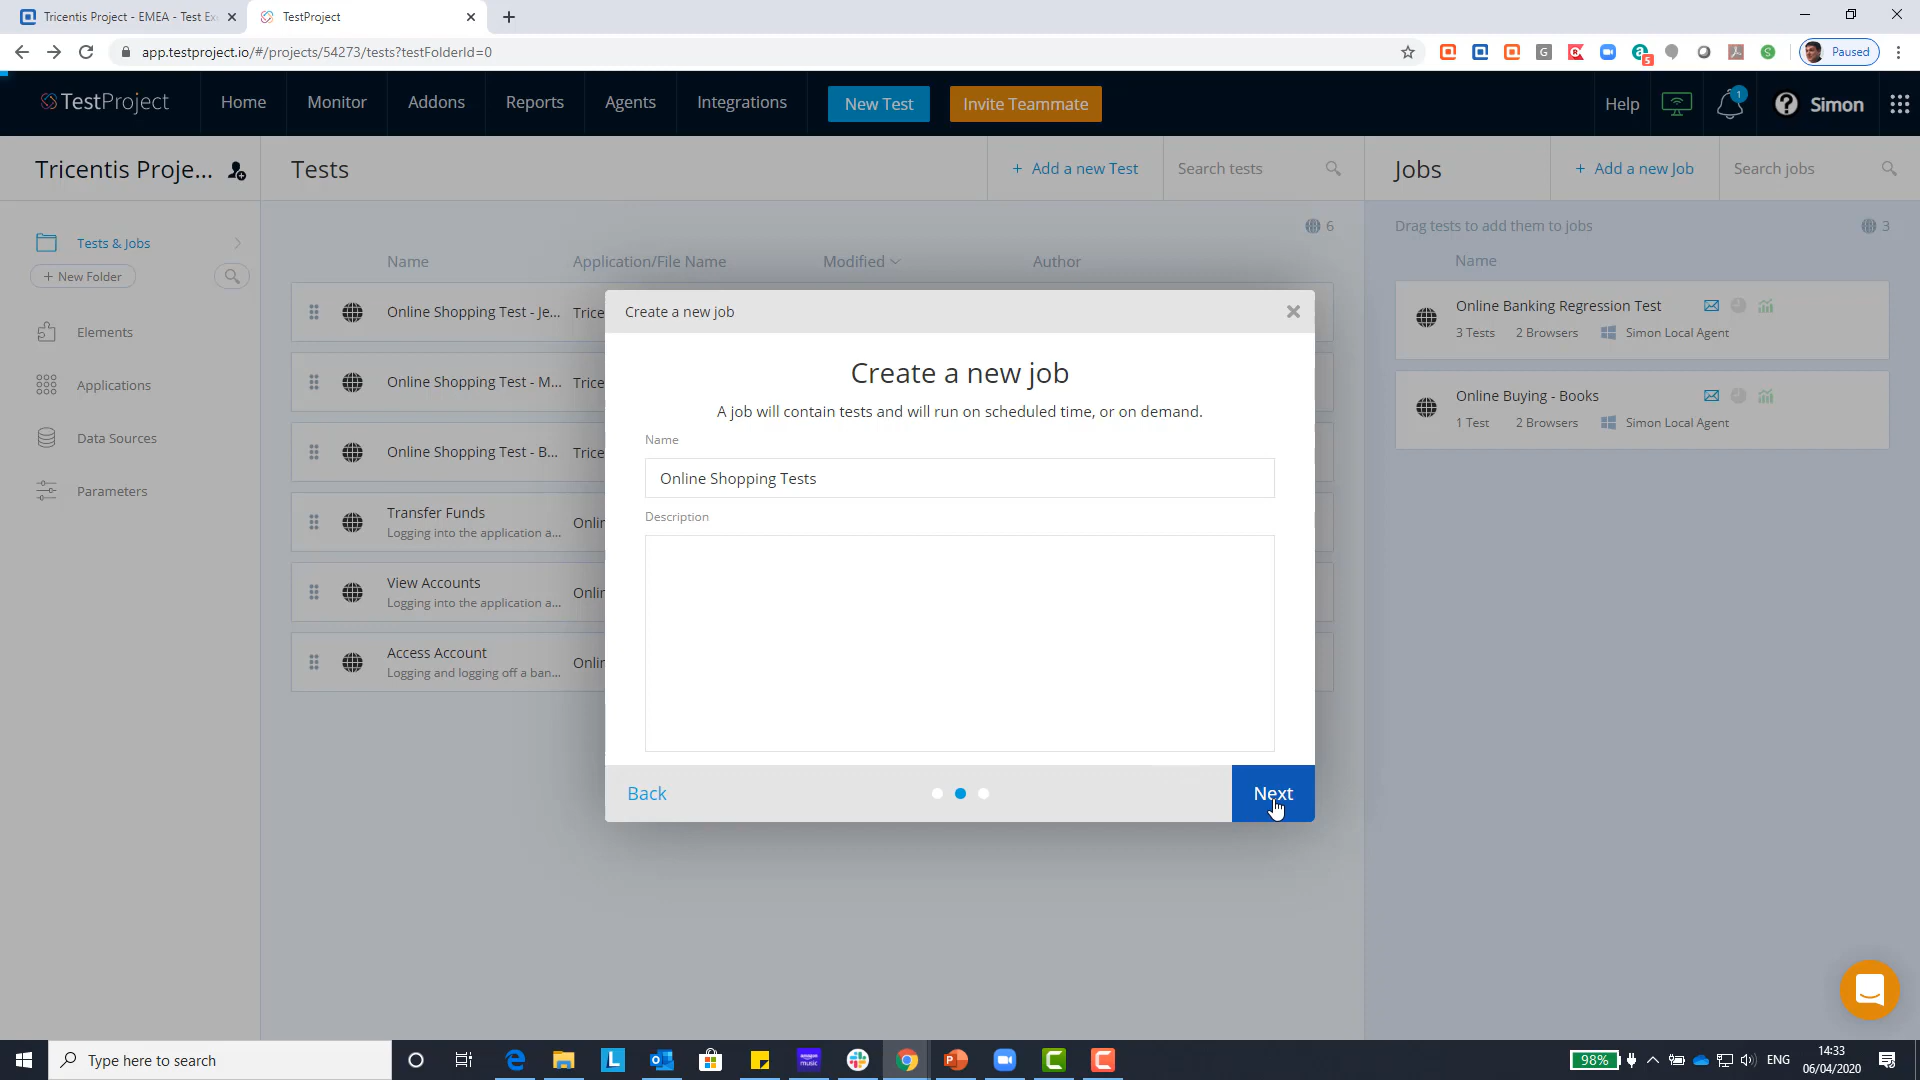 Tricentis Project - EMEA - Test Ex
TestProject
app.testproject.io/#/projects/54273/tests?testFolderId=0
5
Paused
TestProject
Home
Monitor
Addons
Reports
Agents
Integrations
New Test
Invite Teammate
Help
1
Simon
Tricentis Proje...
Tests
+ Add a new Test
Search tests
Jobs
+ Add a new Job
Search jobs
Tests & Jobs
+ New Folder
Elements
Applications
Data Sources
Parameters
6
Name
Application/File Name
Modified
Author
Online Shopping Test - Je...
Trice
Online Shopping Test - M...
Trice
Online Shopping Test - B...
Trice
Transfer Funds
Logging into the application a...
Onlin
View Accounts
Logging into the application a...
Onlin
Access Account
Logging and logging off a ban...
Onlin
Create a new job
Create a new job
A job will contain tests and will run on scheduled time, or on demand.
Name
Online Shopping Tests
Description
Back
Next
Drag tests to add them to jobs
3
Name
Online Banking Regression Test
3 Tests
2 Browsers
Simon Local Agent
Online Buying - Books
1 Test
2 Browsers
Simon Local Agent
Type here to search
98%
ENG
14:33
06/04/2020